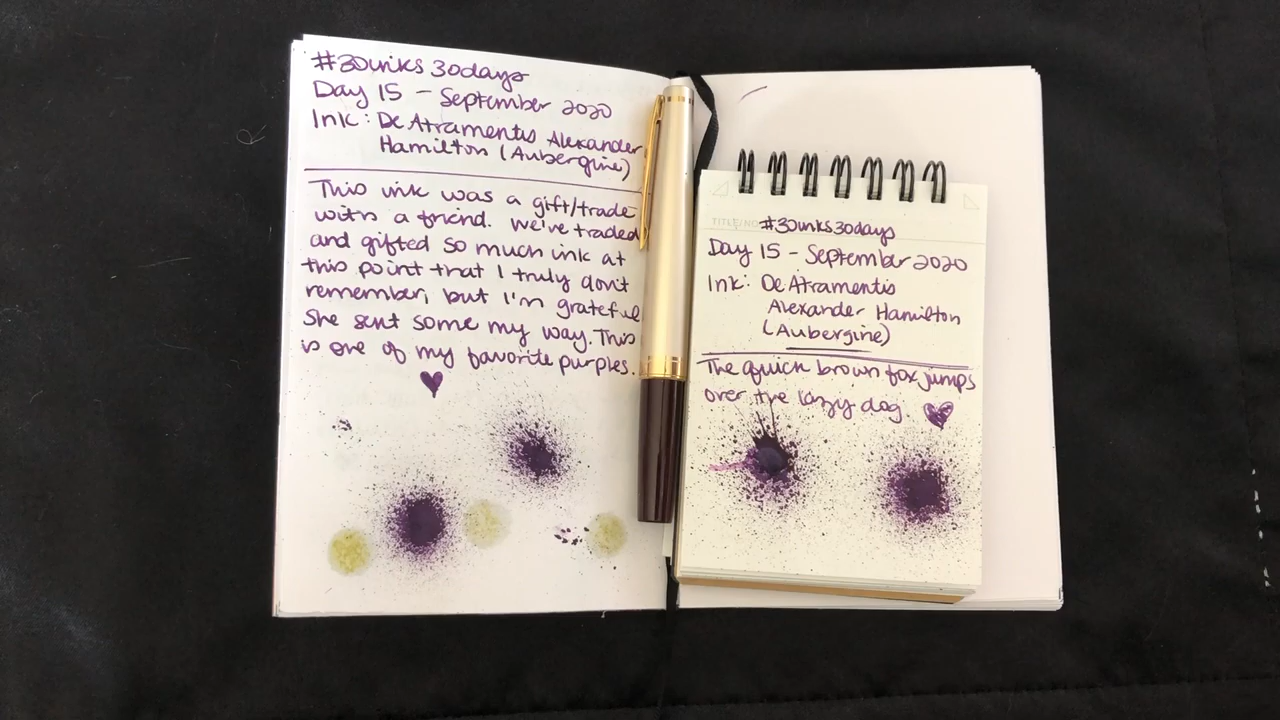 #30inks30days
Day 15 - September 2020
Ink: De Atramentis Alexander
Hamilton (Aubergine)
This ink was a gift/trade
with a friend. We've traded
and gifted so much ink at
this point that I truly don't
remember, but I'm grateful
She sent some my way. This
is one of my favorite purples.
TITLE/NO
#30inks30days
Day 15 - September 2020
Ink: De Atramentis
Alexander Hamilton
(Aubergine)
The quick brown fox jumps
over the lazy dog.